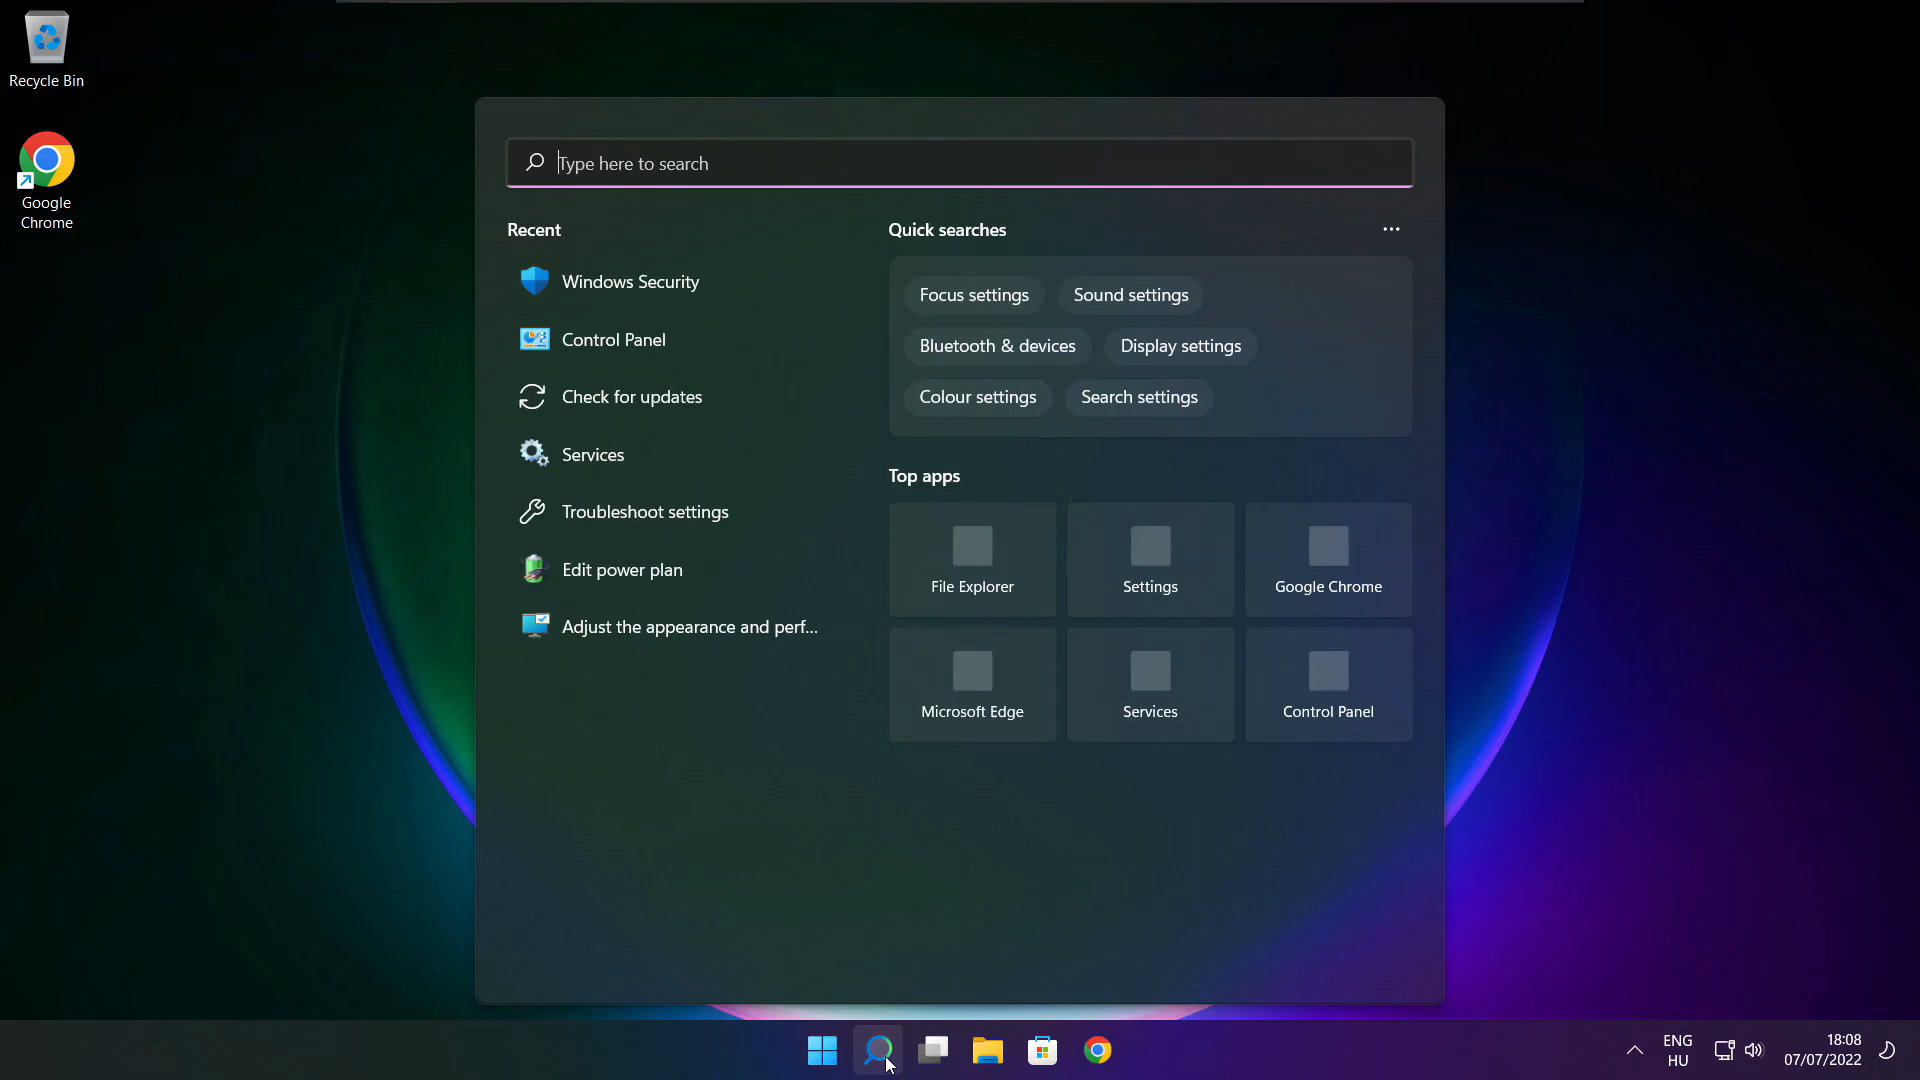 Recycle Bin
Google
Chrome
Type here to search
Recent
Windows Security
Control Panel
Check for updates
Services
Troubleshoot settings
Edit power plan
Adjust the appearance and perf...
Quick searches
Focus settings
Sound settings
Bluetooth & devices
Display settings
Colour settings
Search settings
Top apps
File Explorer
Settings
Google Chrome
Microsoft Edge
Services
Control Panel
ENG
HU
18:08
07/07/2022